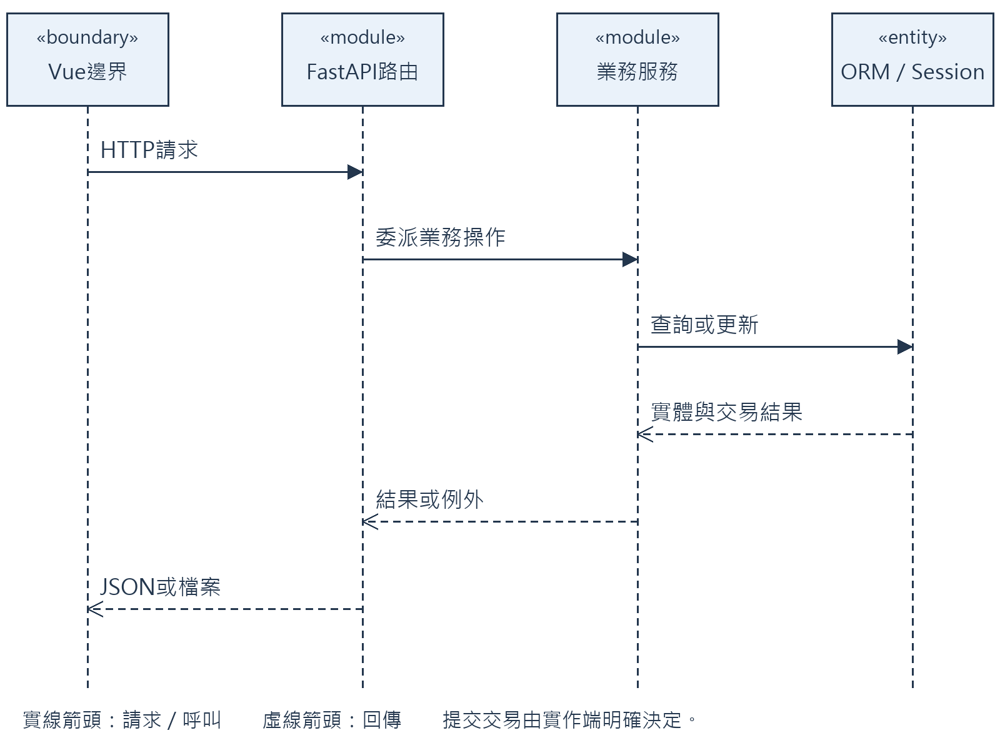 «boundary»
Vue邊界
«module»
FastAPI路由
«module»
業務服務
«entity»
ORM / Session
HTTP請求
委派業務操作
查詢或更新
實體與交易結果
結果或例外
JSON或檔案
實線箭頭：請求 / 呼叫
虛線箭頭：回傳
提交交易由實作端明確決定。